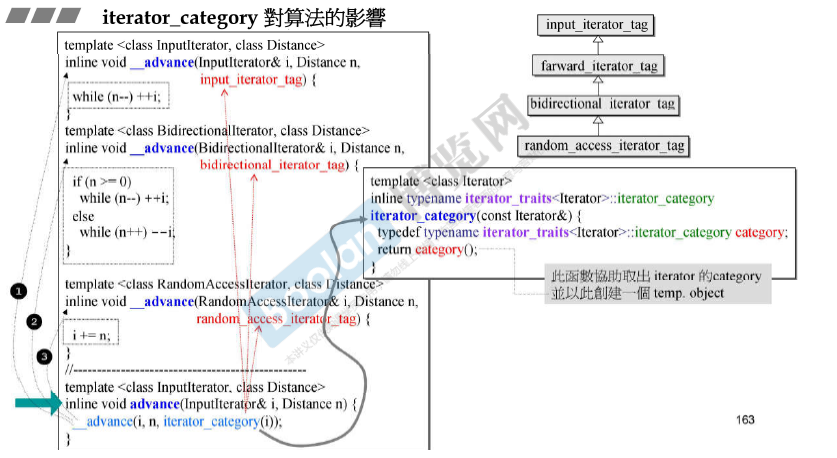 iterator_category 對算法的影響
template <class InputIterator, class Distance>
inline void __advance(InputIterator& i, Distance n,
input_iterator_tag) {
while (n--) ++i;
}
template <class BidirectionalIterator, class Distance>
inline void __advance(BidirectionalIterator& i, Distance n,
bidirectional_iterator_tag) {
if (n >= 0)
while (n--) ++i;
else
while (n++) --i;
}
template <class RandomAccessIterator, class Distance>
inline void __advance(RandomAccessIterator& i, Distance n,
random_access_iterator_tag) {
i += n;
}
//------------------------------------------------
template <class InputIterator, class Distance>
inline void advance(InputIterator& i, Distance n) {
__advance(i, n, iterator_category(i));
}
1
2
3
input_iterator_tag
farward_iterator_tag
bidirectional_iterator_tag
random_access_iterator_tag
template <class Iterator>
inline typename iterator_traits<Iterator>::iterator_category
iterator_category(const Iterator&) {
typedef typename iterator_traits<Iterator>::iterator_category category;
return category();
}
此函數協助取出 iterator 的category
並以此創建一個 temp. object
boolan
博览网
163